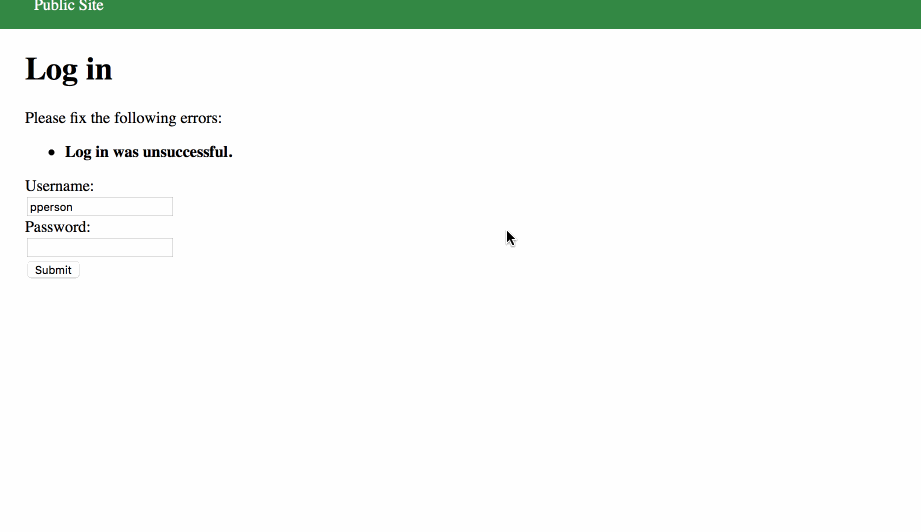 Public Site
Log in
Please fix the following errors:
Log in was unsuccessful.
Username:
pperson
Password:
Submit